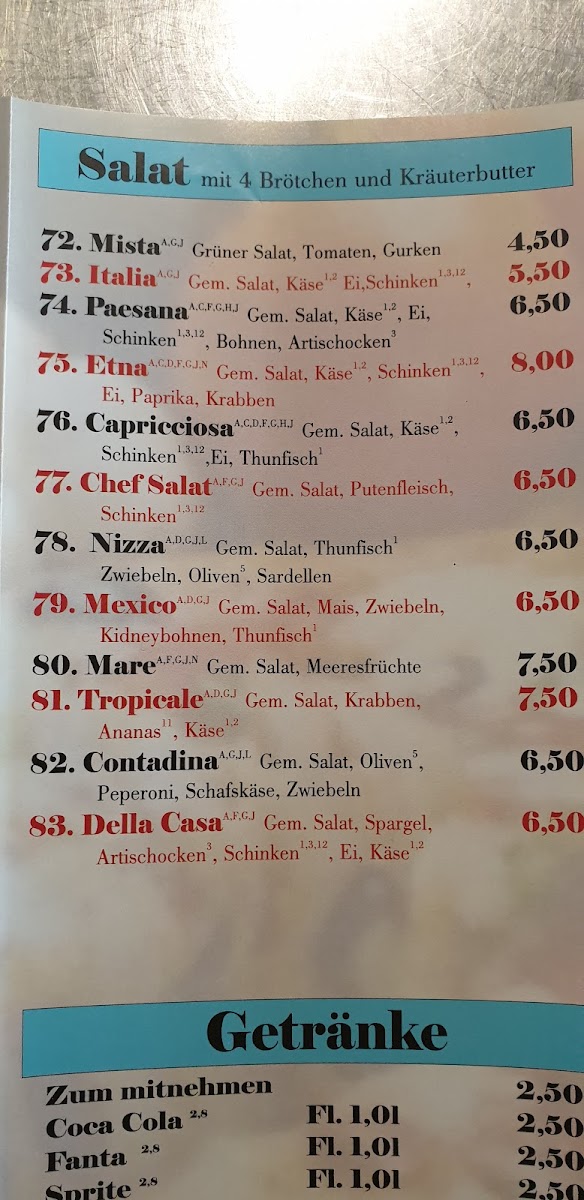 Salat mit 4 Brötchen und Kräuterbutter
72. Mista A,G,J Grüner Salat, Tomaten, Gurken 4,50
73. Italia A,G,J Gem. Salat, Käse 1,2 Ei,Schinken 1,3,12, 5,50
74. Paesana A,C,F,G,H,J Gem. Salat, Käse 1,2, Ei, 6,50
Schinken 1,3,12, Bohnen, Artischocken 3
75. Etna A,C,D,F,G,J,N Gem. Salat, Käse 1,2, Schinken 1,3,12, 8,00
Ei, Paprika, Krabben
76. Capricciosa A,C,D,F,G,H,J Gem. Salat, Käse 1,2, 6,50
Schinken 1,3,12,Ei, Thunfisch 1
77. Chef Salat A,F,G,J Gem. Salat, Putenfleisch, 6,50
Schinken 1,3,12
78. Nizza A,D,G,J,L Gem. Salat, Thunfisch 1 6,50
Zwiebeln, Oliven 5, Sardellen
79. Mexico A,D,G,J Gem. Salat, Mais, Zwiebeln, 6,50
Kidneybohnen, Thunfisch 1
80. Mare A,F,G,J,N Gem. Salat, Meeresfrüchte 7,50
81. Tropicale A,D,G,J Gem. Salat, Krabben, 7,50
Ananas 11, Käse 1,2
82. Contadina A,G,J,L Gem. Salat, Oliven 5, 6,50
Peperoni, Schafskäse, Zwiebeln
83. Della Casa A,F,G,J Gem. Salat, Spargel, 6,50
Artischocken 3, Schinken 1,3,12, Ei, Käse 1,2
Getränke
Zum mitnehmen 2,50
Coca Cola 2,8 Fl. 1,0l 2,50
Fanta 2,8 Fl. 1,0l 2,50
Sprite 2,8 Fl. 1,0l 2,50